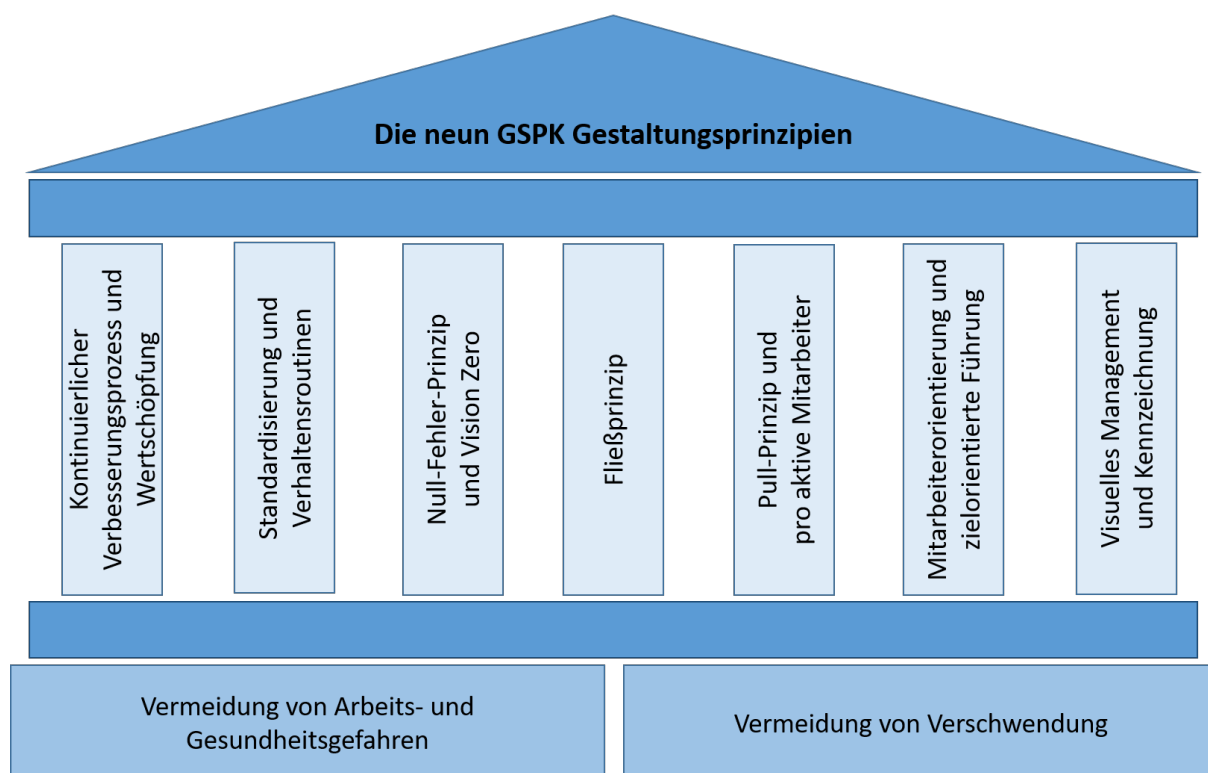 Die neun GSPK Gestaltungsprinzipien
Kontinuierlicher
Verbesserungsprozess und
Wertschöpfung
Standardisierung und
Verhaltensroutinen
Null-Fehler-Prinzip
und Vision Zero
Fließprinzip
Pull-Prinzip und
pro aktive Mitarbeiter
Mitarbeiterorientierung und
zielorientierte Führung
Visuelles Management
und Kennzeichnung
Vermeidung von Arbeits- und
Gesundheitsgefahren
Vermeidung von Verschwendung